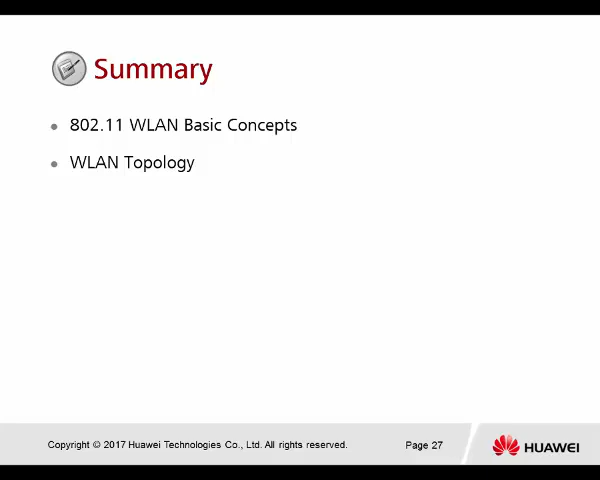 Summary
802.11 WLAN Basic Concepts
WLAN Topology
Copyright © 2017 Huawei Technologies Co., Ltd. All rights reserved.
Page 27
HUAWEI